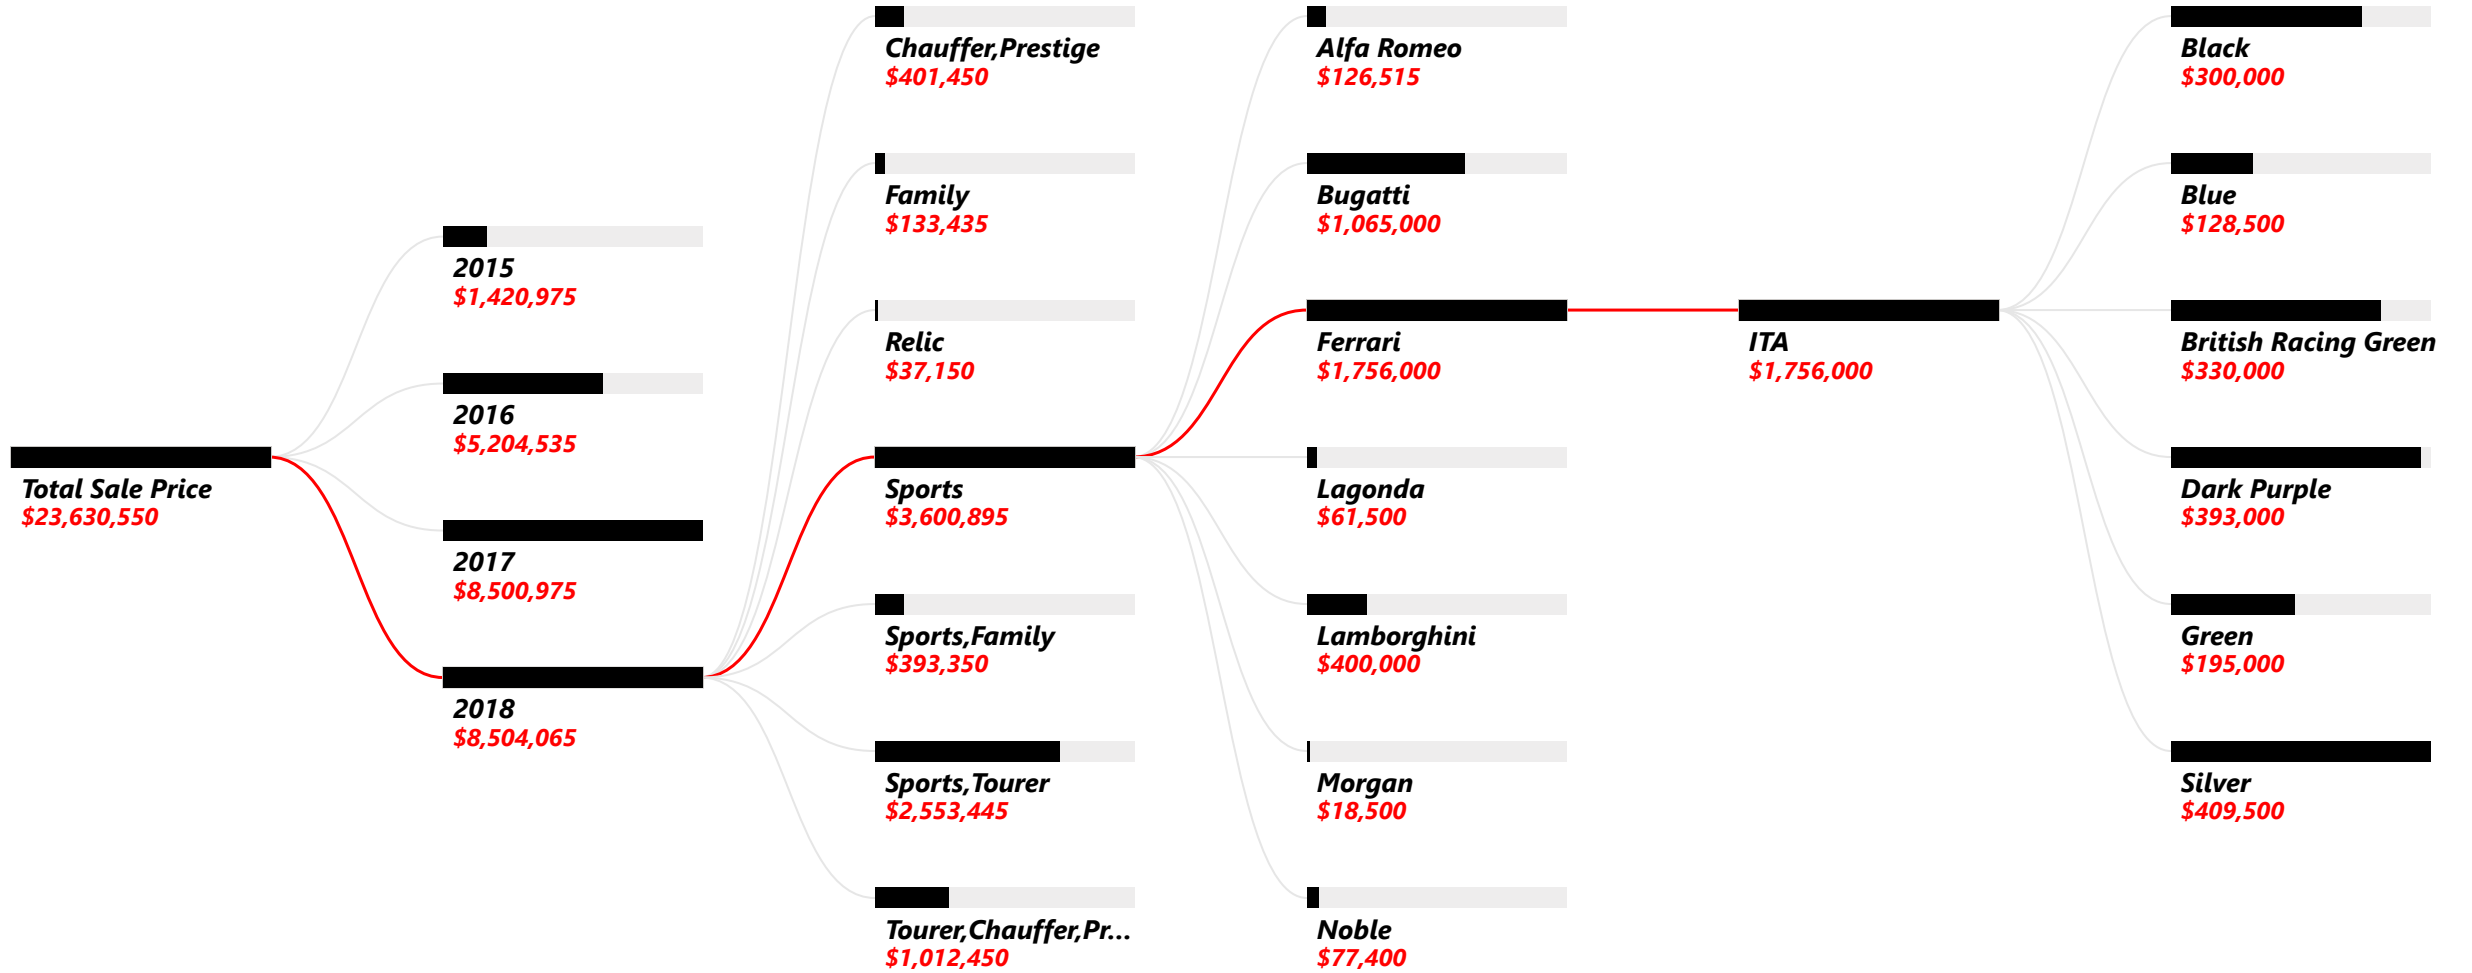 Total Sale Price
$23,630,550
2015
$1,420,975
2016
$5,204,535
2017
$8,500,975
2018
$8,504,065
Chauffer,Prestige
$401,450
Family
$133,435
Relic
$37,150
Sports
$3,600,895
Sports,Family
$393,350
Sports,Tourer
$2,553,445
Tourer,Chauffer,Pr...
$1,012,450
Alfa Romeo
$126,515
Bugatti
$1,065,000
Ferrari
$1,756,000
Lagonda
$61,500
Lamborghini
$400,000
Morgan
$18,500
Noble
$77,400
ITA
$1,756,000
Black
$300,000
Blue
$128,500
British Racing Green
$330,000
Dark Purple
$393,000
Green
$195,000
Silver
$409,500